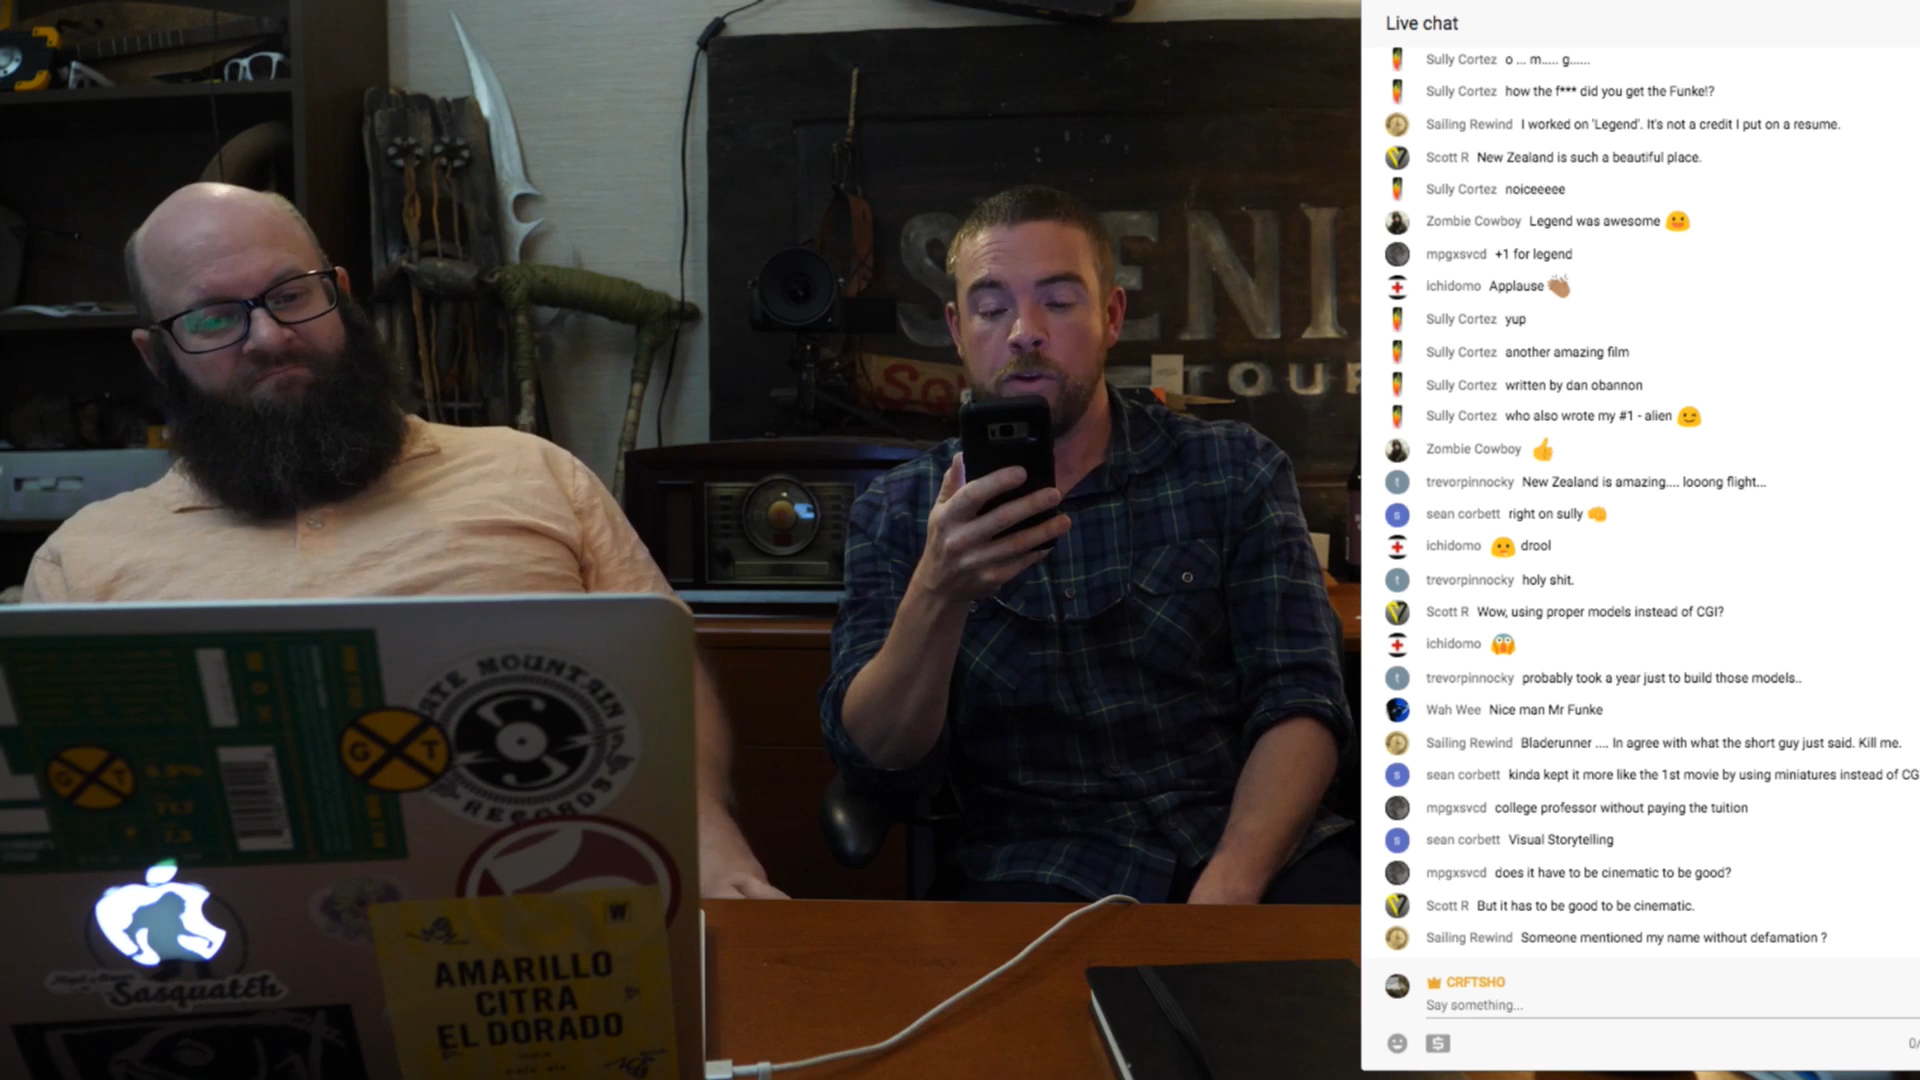 Live chat
Sully Cortez o ... m..... g......
Sully Cortez how the f*** did you get the Funke!?
Sailing Rewind I worked on 'Legend'. It's not a credit I put on a resume.
Scott R New Zealand is such a beautiful place.
Sully Cortez noiceeeee
Zombie Cowboy Legend was awesome
mpgxsvcd +1 for legend
ichidomo Applause
Sully Cortez yup
Sully Cortez another amazing film
Sully Cortez written by dan obannon
Sully Cortez who also wrote my #1 - alien
Zombie Cowboy
t trevorpinnocky New Zealand is amazing.... looong flight...
s sean corbett right on sully
ichidomo drool
t trevorpinnocky holy shit.
Scott R Wow, using proper models instead of CGI?
ichidomo
t trevorpinnocky probably took a year just to build those models..
Wah Wee Nice man Mr Funke
Sailing Rewind Bladerunner .... In agree with what the short guy just said. Kill me.
s sean corbett kinda kept it more like the 1st movie by using miniatures instead of CG
mpgxsvcd college professor without paying the tuition
s sean corbett Visual Storytelling
mpgxsvcd does it have to be cinematic to be good?
Scott R But it has to be good to be cinematic.
Sailing Rewind Someone mentioned my name without defamation ?
CRFTSHO
Say something...
$
0/
SENI
TOUR
MOUNTAIN
RECORDS
G T
G T
W
AMARILLO
CITRA
EL DORADO
Sasquatch